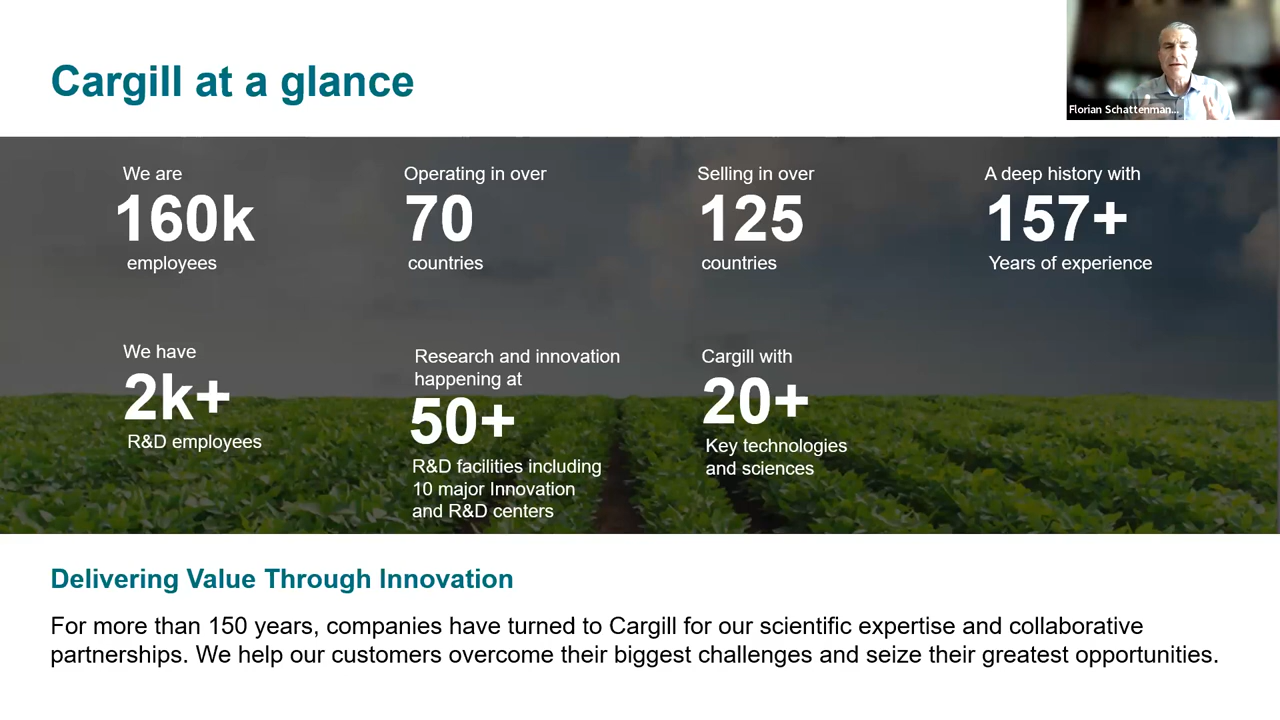 Cargill at a glance
Florian Schattenman...
We are
160k
employees
Operating in over
70
countries
Selling in over
125
countries
A deep history with
157+
Years of experience
We have
2k+
R&D employees
Research and innovation
happening at
50+
R&D facilities including
10 major Innovation
and R&D centers
Cargill with
20+
Key technologies
and sciences
Delivering Value Through Innovation
For more than 150 years, companies have turned to Cargill for our scientific expertise and collaborative
partnerships. We help our customers overcome their biggest challenges and seize their greatest opportunities.